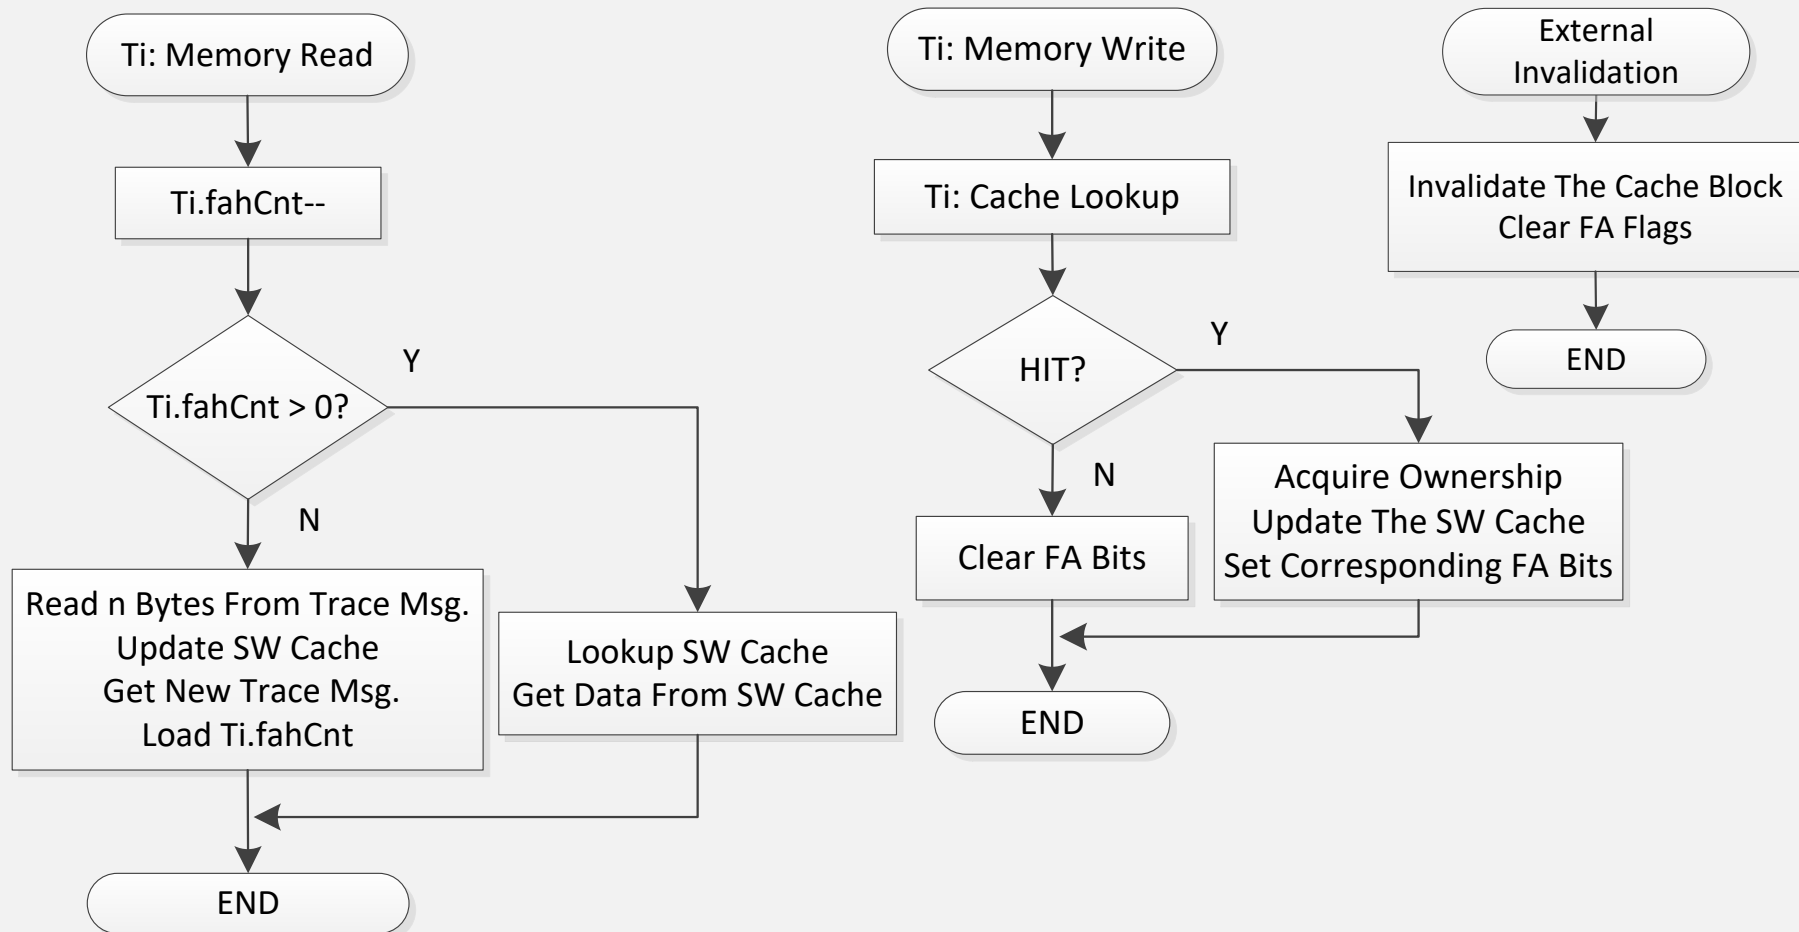 Ti: Memory Read
Ti.fahCnt--
Ti.fahCnt > 0?
Y
N
Read n Bytes From Trace Msg.
Update SW Cache
Get New Trace Msg.
Load Ti.fahCnt
Lookup SW Cache
Get Data From SW Cache
END
Ti: Memory Write
Ti: Cache Lookup
HIT?
Y
N
Clear FA Bits
Acquire Ownership
Update The SW Cache
Set Corresponding FA Bits
END
External
Invalidation
Invalidate The Cache Block
Clear FA Flags
END